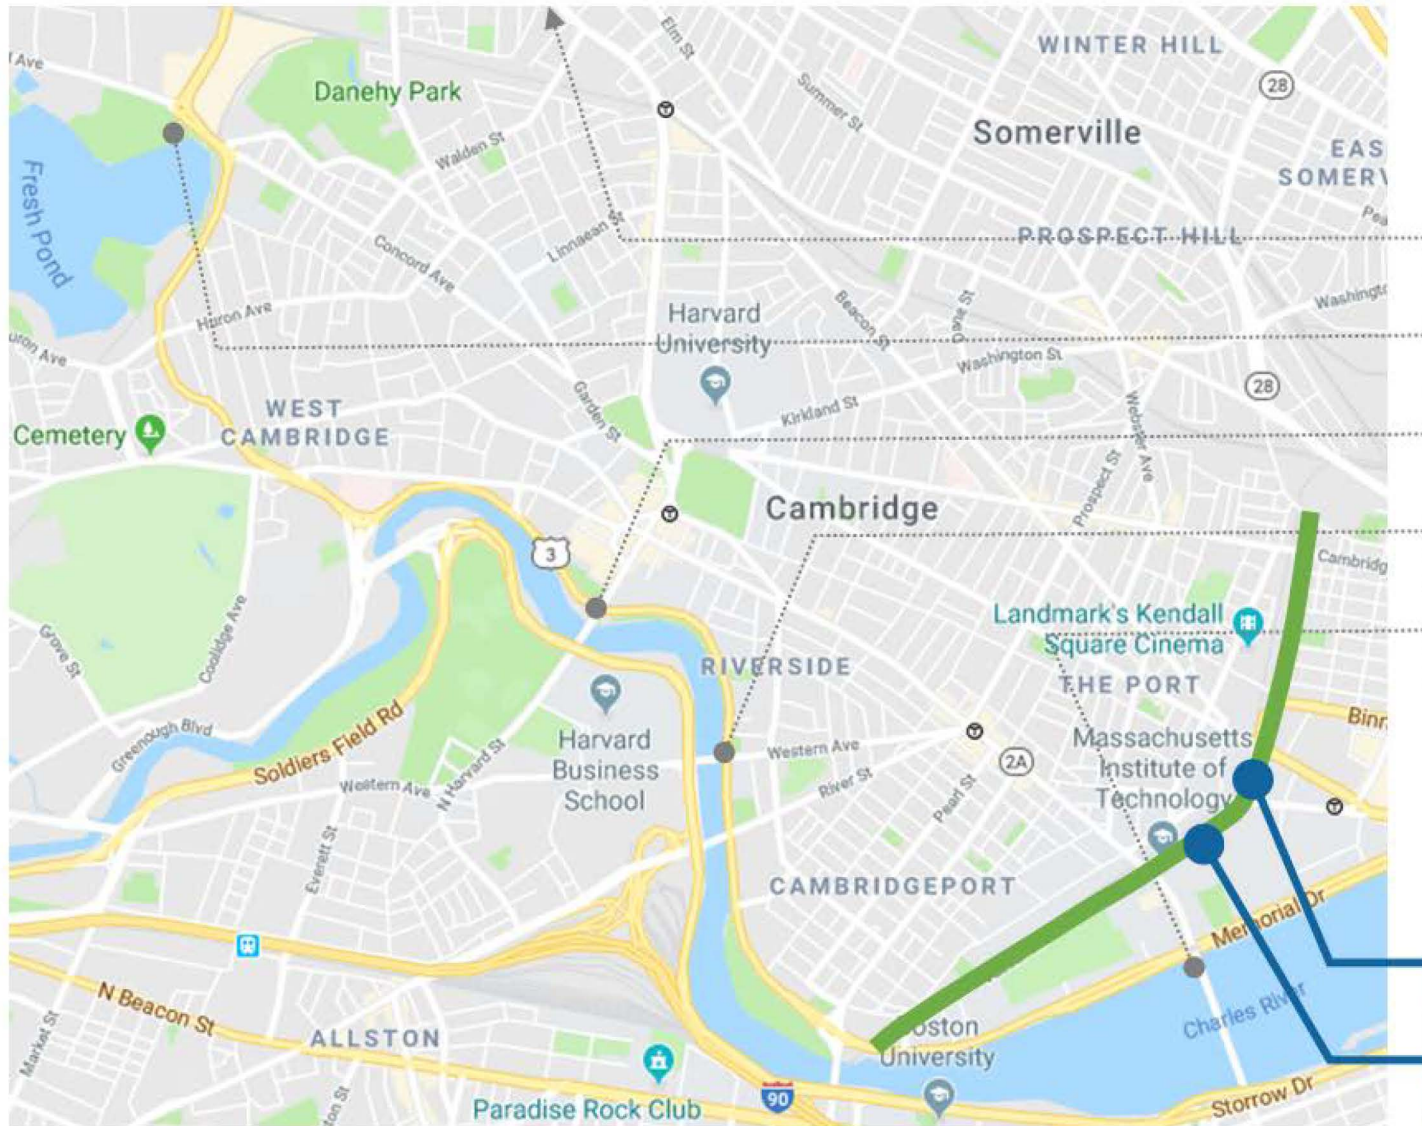 WINTER HILL
Elm St
f Ave
28
Danehy Park
Summer St
Somerville
Walden St
EAS
SOMERV
Fresh Pond
Linnaean St
PROSPECT HILL
Concord Ave
Washingt
Huron Ave
Harvard
University
Beacon St
Dane St
Washington St
uron Ave
28
WEST
CAMBRIDGE
Garden St
Kirkland St
Webster Ave
Cemetery
Prospect St
Cambridge
3
Cambridg
Grove St
Coolidge Ave
Landmark's Kendall
Square Cinema
RIVERSIDE
THE PORT
Soldiers Field Rd
Greenough Blvd
Binn
Harvard
Business
School
Western Ave
2A
Massachusetts
Institute of
Technology
N Harvard St
Western Ave
River St
Pearl St
Everett St
CAMBRIDGEPORT
Memorial Dr
N Beacon St
Charles River
Market St
ALLSTON
oston
University
ton St
Paradise Rock Club
90
Storrow Dr